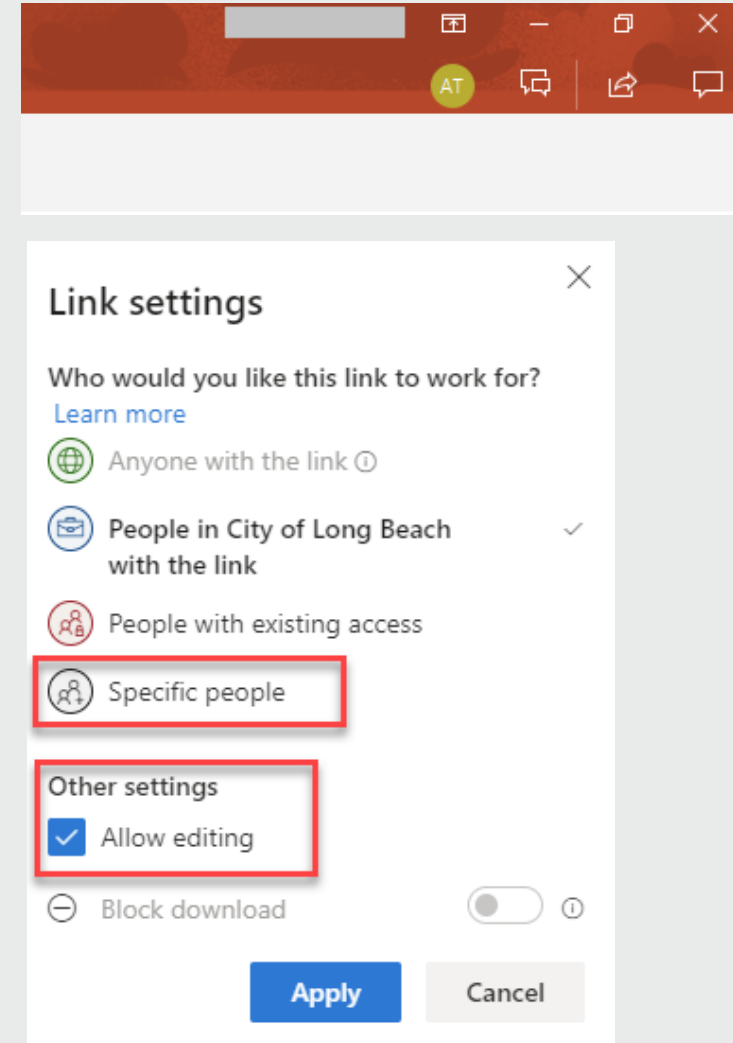 AT
Link settings
Who would you like this link to work for?
Learn more
Anyone with the link
People in City of Long Beach
with the link
People with existing access
Specific people
Other settings
Allow editing
Block download
Apply Cancel